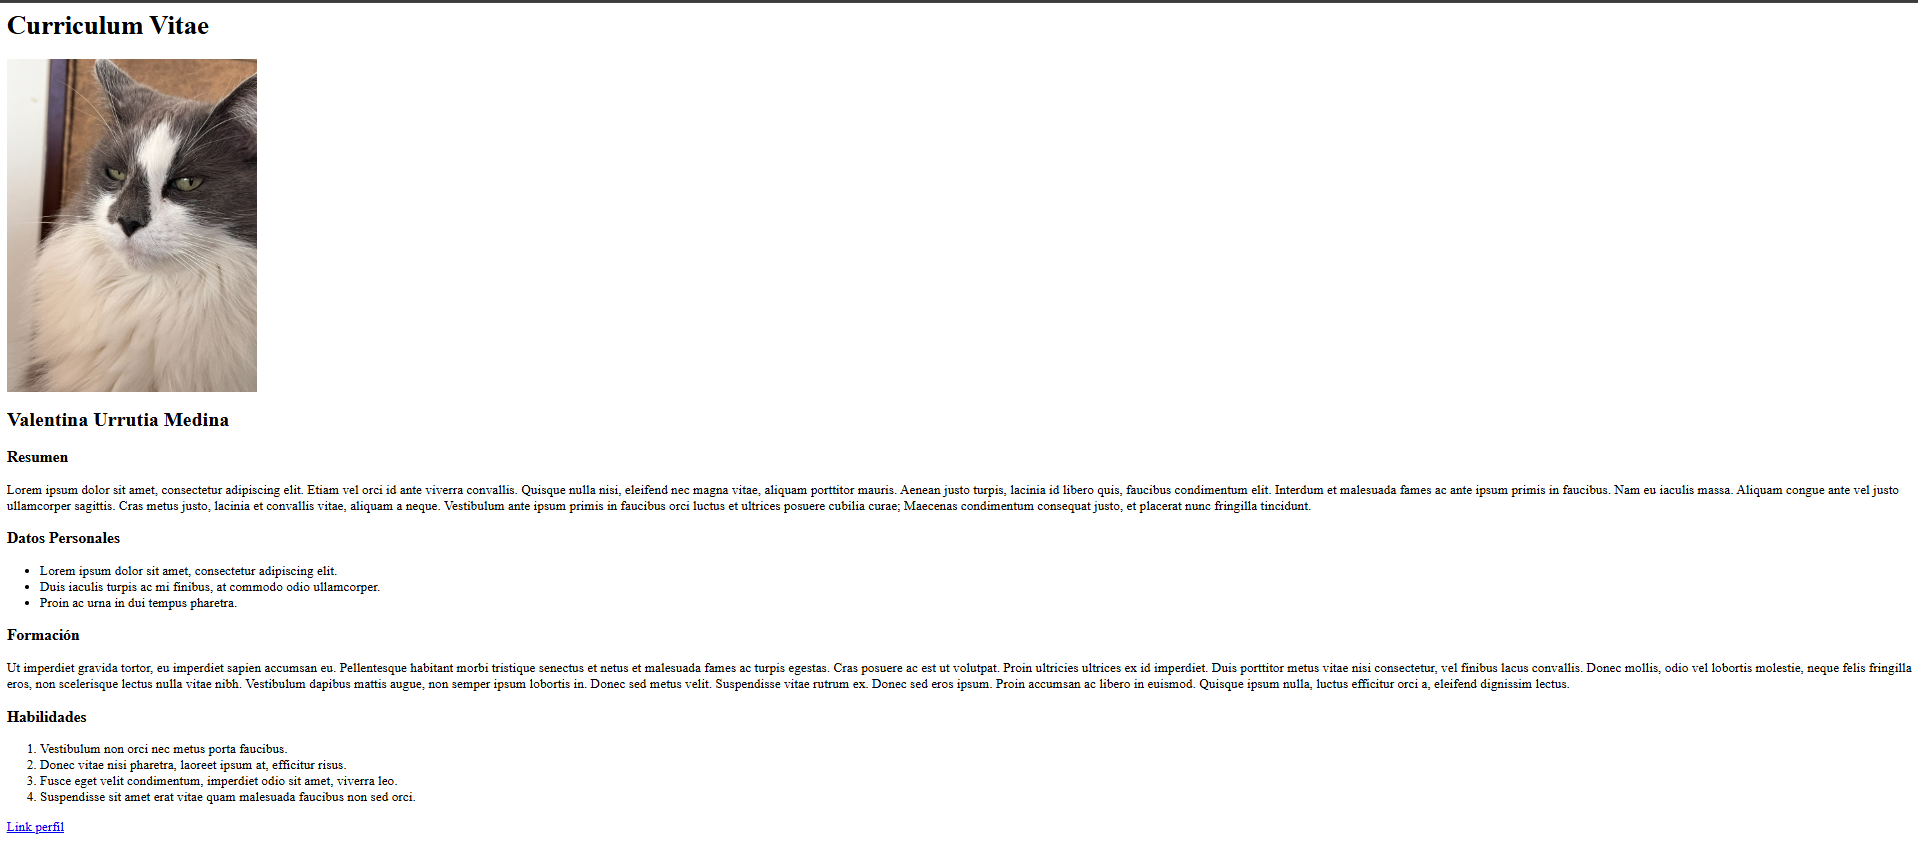 Curriculum Vitae
Valentina Urrutia Medina
Resumen
Lorem ipsum dolor sit amet, consectetur adipiscing elit. Etiam vel orci id ante viverra convallis. Quisque nulla nisi, eleifend nec magna vitae, aliquam porttitor mauris. Aenean justo turpis, lacinia id libero quis, faucibus condimentum elit. Interdum et malesuada fames ac ante ipsum primis in faucibus. Nam eu iaculis massa. Aliquam congue ante vel justo
ullamcorper sagittis. Cras metus justo, lacinia et convallis vitae, aliquam a neque. Vestibulum ante ipsum primis in faucibus orci luctus et ultrices posuere cubilia curae; Maecenas condimentum consequat justo, et placerat nunc fringilla tincidunt.
Datos Personales
• Lorem ipsum dolor sit amet, consectetur adipiscing elit.
• Duis iaculis turpis ac mi finibus, at commodo odio ullamcorper.
• Proin ac urna in dui tempus pharetra.
Formación
Ut imperdiet gravida tortor, eu imperdiet sapien accumsan eu. Pellentesque habitant morbi tristique senectus et netus et malesuada fames ac turpis egestas. Cras posuere ac est ut volutpat. Proin ultricies ultrices ex id imperdiet. Duis porttitor metus vitae nisi consectetur, vel finibus lacus convallis. Donec mollis, odio vel lobortis molestie, neque felis fringilla
eros, non scelerisque lectus nulla vitae nibh. Vestibulum dapibus mattis augue, non semper ipsum lobortis in. Donec sed metus velit. Suspendisse vitae rutrum ex. Donec sed eros ipsum. Proin accumsan ac libero in euismod. Quisque ipsum nulla, luctus efficitur orci a, eleifend dignissim lectus.
Habilidades
1. Vestibulum non orci nec metus porta faucibus.
2. Donec vitae nisi pharetra, laoreet ipsum at, efficitur risus.
3. Fusce eget velit condimentum, imperdiet odio sit amet, viverra leo.
4. Suspendisse sit amet erat vitae quam malesuada faucibus non sed orci.
Link perfil